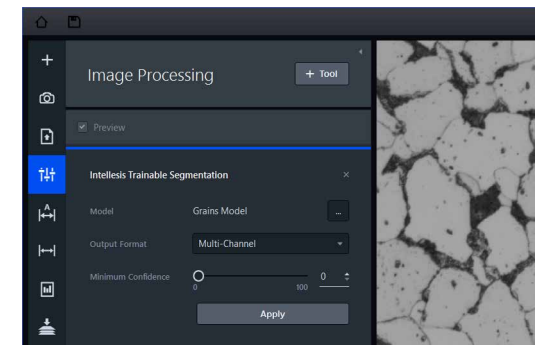 Image Processing
+ Tool
Preview
Intellesis Trainable Segmentation
Model Grains Model ...
Output Format Multi-Channel
Minimum Confidence 0
0 100
Apply
A